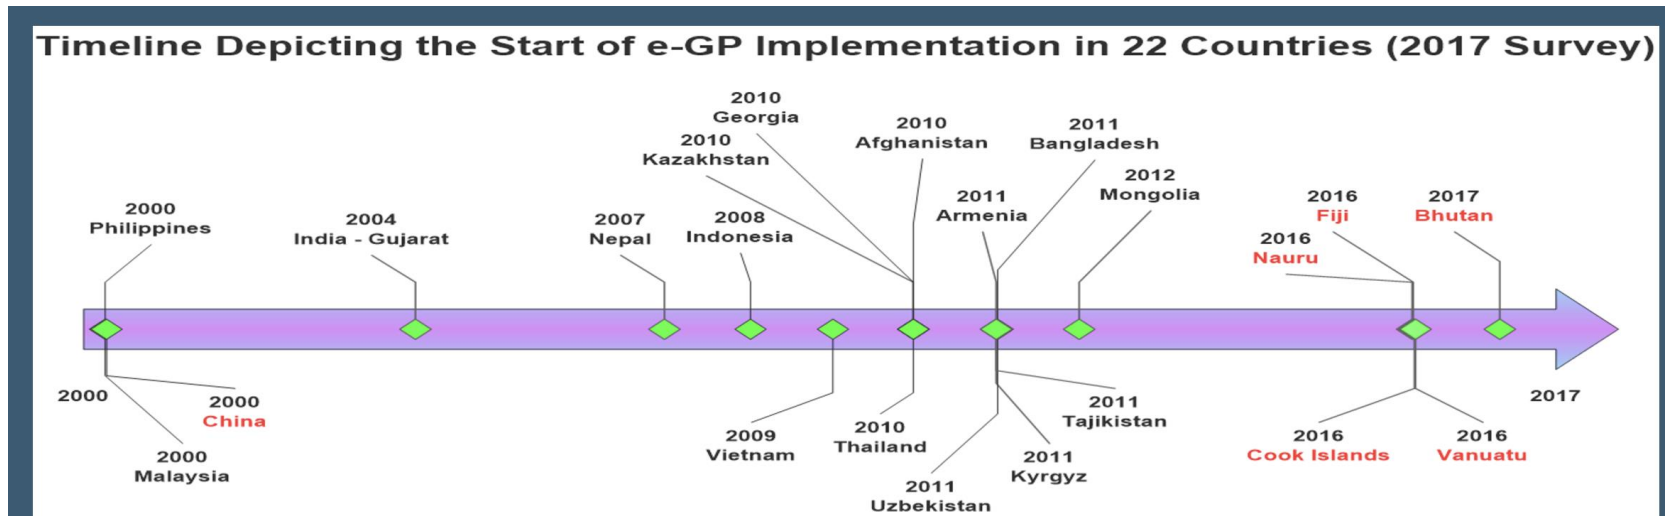 Timeline Depicting the Start of e-GP Implementation in 22 Countries (2017 Survey)
2010
Georgia
2010
Kazakhstan
2010
Afghanistan
2011
Bangladesh
2012
Mongolia
2000
Philippines
2004
India - Gujarat
2007
Nepal
2008
Indonesia
2011
Armenia
2016
Fiji
2017
Bhutan
2016
Nauru
2000
2000
China
2000
Malaysia
2009
Vietnam
2010
Thailand
2011
Uzbekistan
2011
Kyrgyz
2011
Tajikistan
2016
Cook Islands
2016
Vanuatu
2017